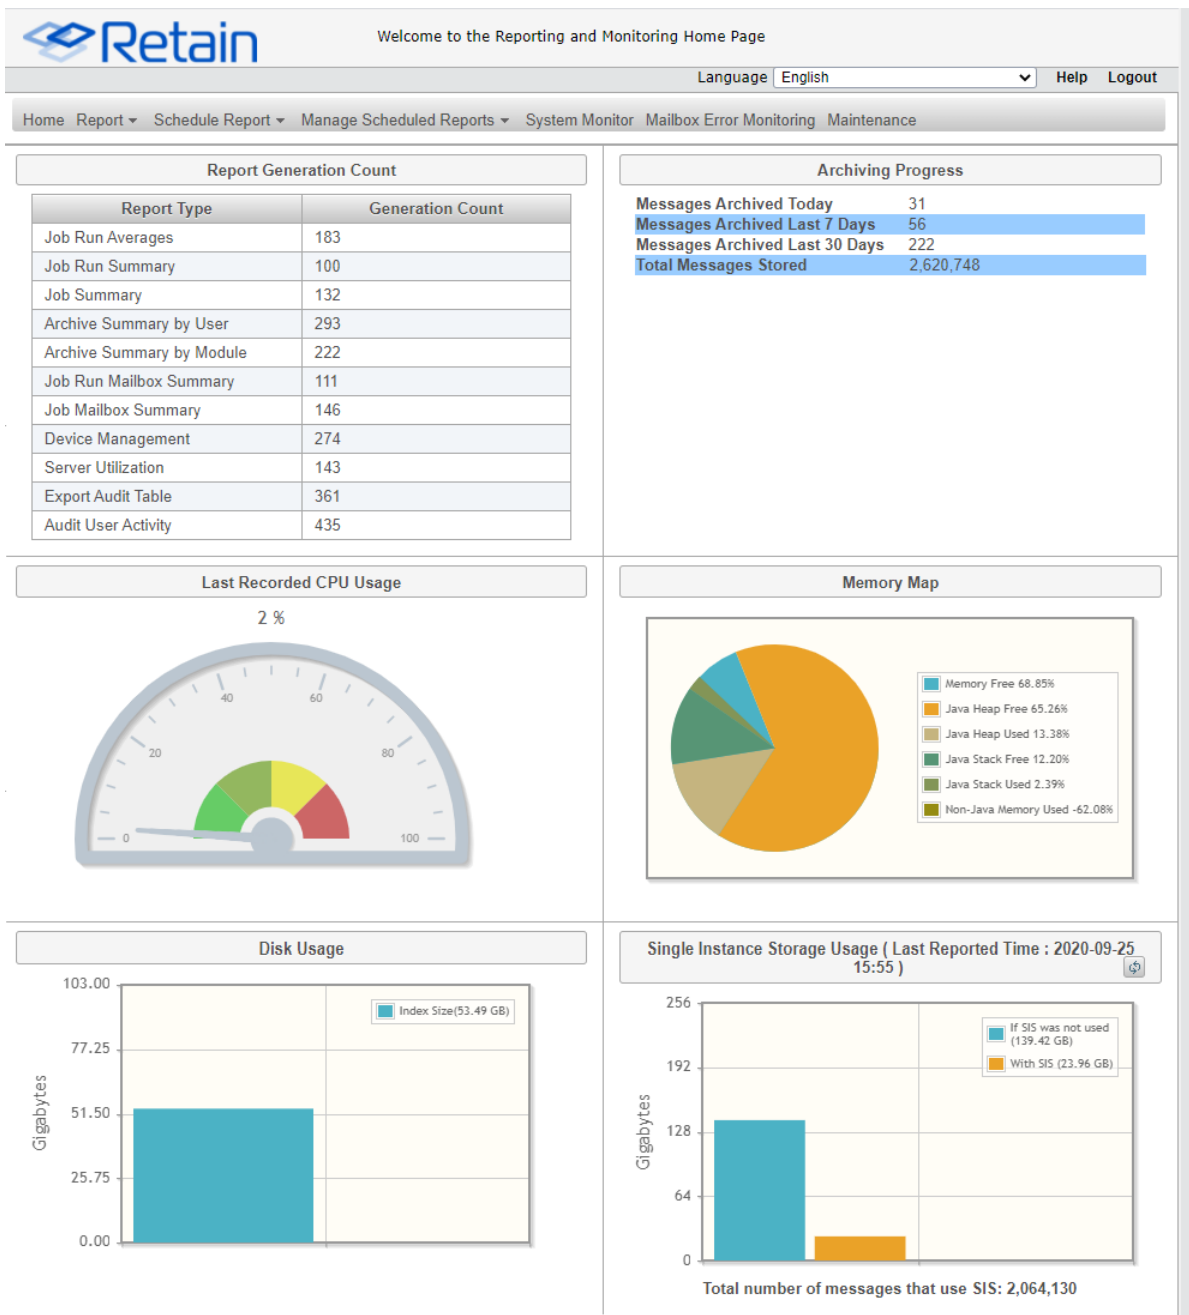 Retain
Welcome to the Reporting and Monitoring Home Page
Language English Help Logout
Home Report Schedule Report Manage Scheduled Reports System Monitor Mailbox Error Monitoring Maintenance
Report Generation Count
Report Type Generation Count
Job Run Averages 183
Job Run Summary 100
Job Summary 132
Archive Summary by User 293
Archive Summary by Module 222
Job Run Mailbox Summary 111
Job Mailbox Summary 146
Device Management 274
Server Utilization 143
Export Audit Table 361
Audit User Activity 435
Archiving Progress
Messages Archived Today 31
Messages Archived Last 7 Days 56
Messages Archived Last 30 Days 222
Total Messages Stored 2,620,748
Last Recorded CPU Usage
2 %
0
20
40
60
80
100
Memory Map
Memory Free 68.85%
Java Heap Free 65.26%
Java Heap Used 13.38%
Java Stack Free 12.20%
Java Stack Used 2.39%
Non-Java Memory Used -62.08%
Disk Usage
103.00
77.25
51.50
25.75
0.00
Gigabytes
Index Size(53.49 GB)
Single Instance Storage Usage ( Last Reported Time : 2020-09-25
15:55 )
256
192
128
64
0
Gigabytes
If SIS was not used
(139.42 GB)
With SIS (23.96 GB)
Total number of messages that use SIS: 2,064,130